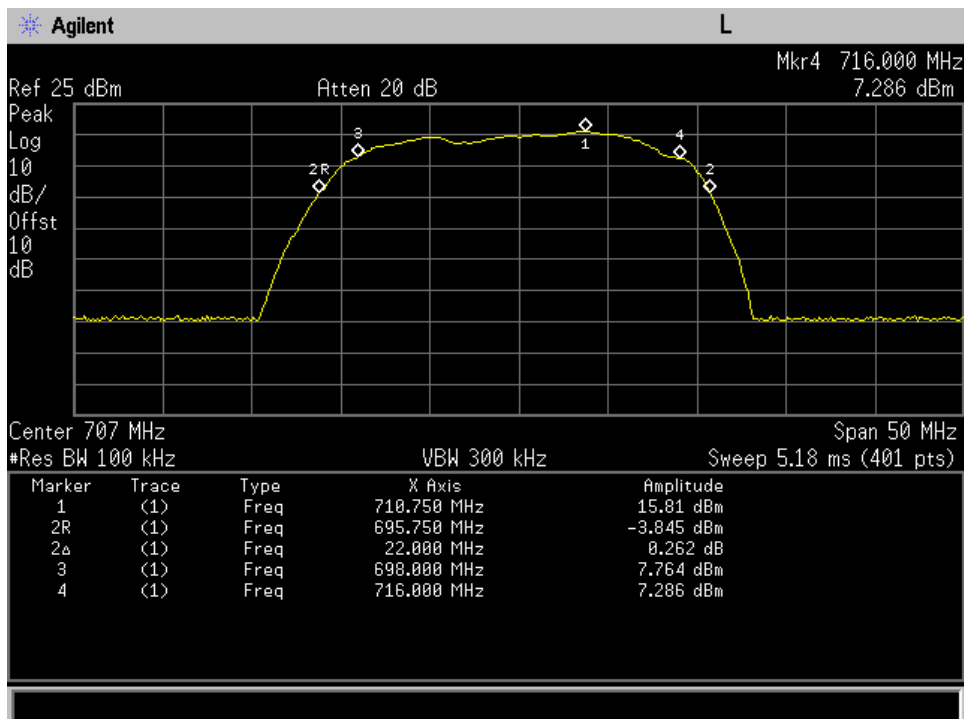 Agilent L
Mkr4 716.000 MHz
Ref 25 dBm Atten 20 dB 7.286 dBm
Peak
Log
10
dB/
Offst
10
dB
3
1
4
2R
2
Center 707 MHz Span 50 MHz
#Res BW 100 kHz VBW 300 kHz Sweep 5.18 ms (401 pts)
Marker Trace Type X Axis Amplitude
1 (1) Freq 710.750 MHz 15.81 dBm
2R (1) Freq 695.750 MHz -3.845 dBm
2Δ (1) Freq 22.000 MHz 0.262 dB
3 (1) Freq 698.000 MHz 7.764 dBm
4 (1) Freq 716.000 MHz 7.286 dBm